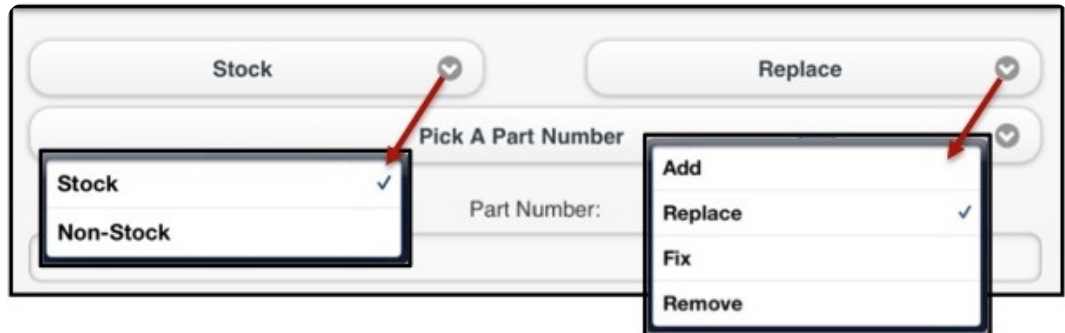 Stock
Replace
Pick A Part Number
Stock
Non-Stock
Part Number:
Add
Replace
Fix
Remove